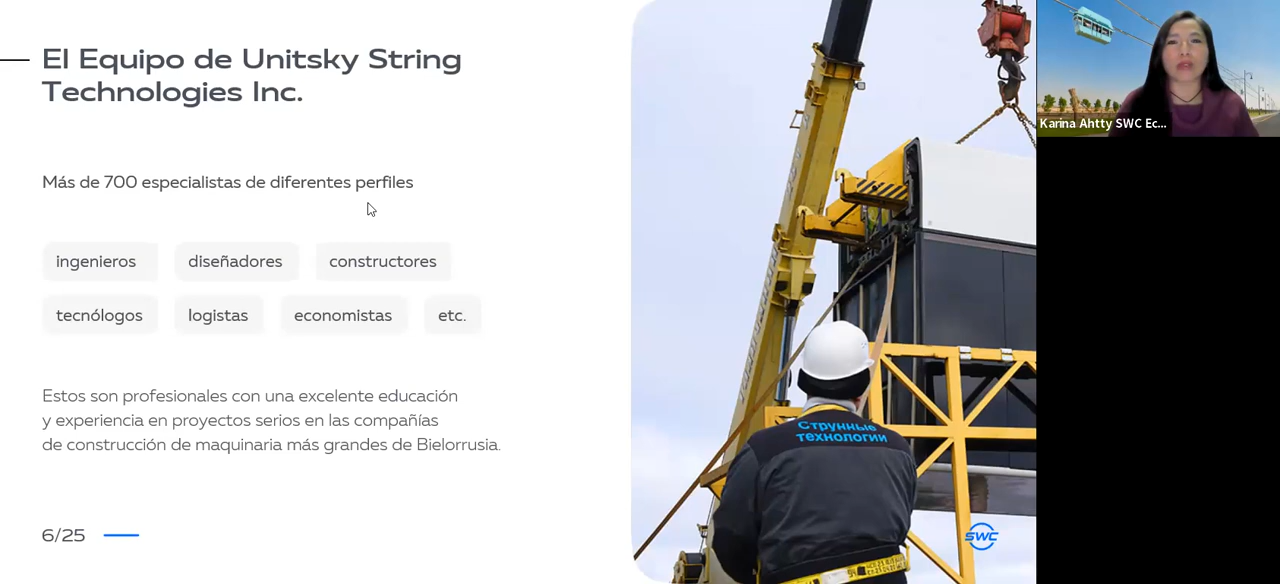 El Equipo de Unitsky String
Technologies Inc.
Más de 700 especialistas de diferentes perfiles
ingenieros
diseñadores
constructores
tecnólogos
logistas
economistas
etc.
Estos son profesionales con una excelente educación
y experiencia en proyectos serios en las compañías
de construcción de maquinaria más grandes de Bielorrusia.
6/25
Струнные
технологии
SWC
Karina Ahtty SWC Ec...